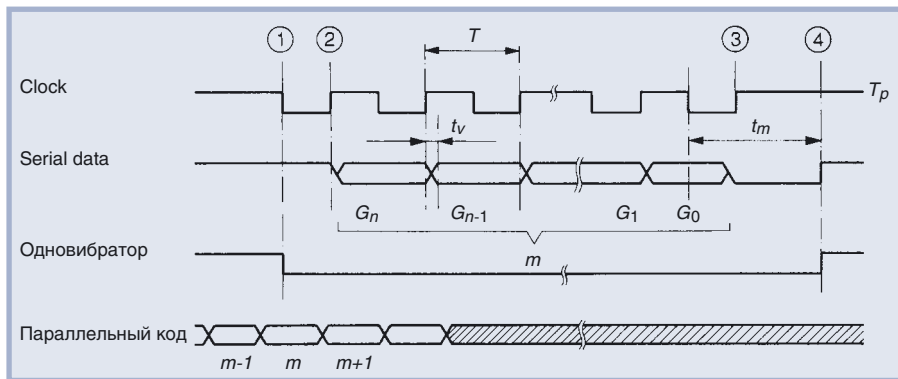 1 2 T 3 4
Clock
T_p
t_v t_m
Serial data
G_n G_{n-1} G_1 G_0
Одновибратор
m
Параллельный код
m-1 m m+1